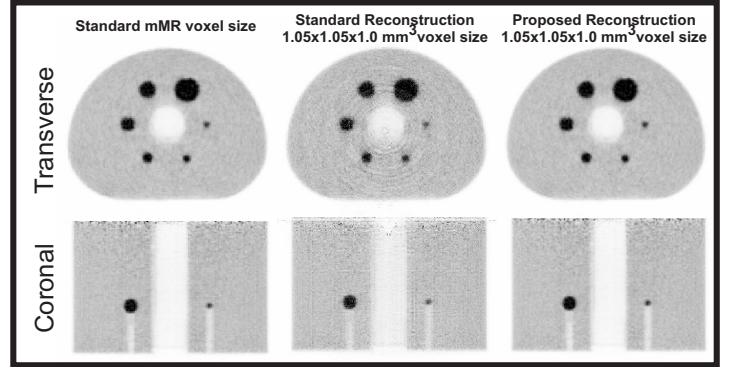 Standard mMR voxel size
Standard Reconstruction
1.05x1.05x1.0 mm³voxel size
Proposed Reconstruction
1.05x1.05x1.0 mm³voxel size
Transverse
Coronal